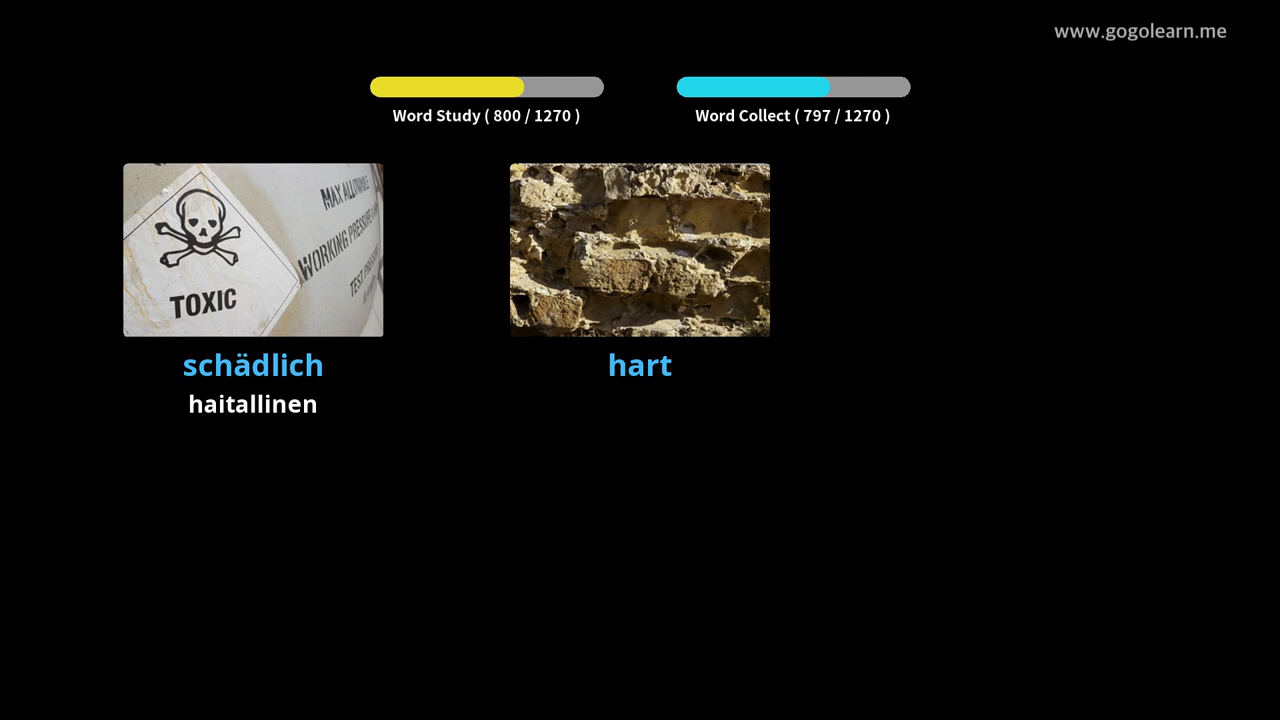 www.gogolearn.me
Word Study ( 800 / 1270 )
Word Collect ( 797 / 1270 )
MAX ALLOWABLE
WORKING PRESSURE
TEST
TOXIC
schädlich
hart
haitallinen